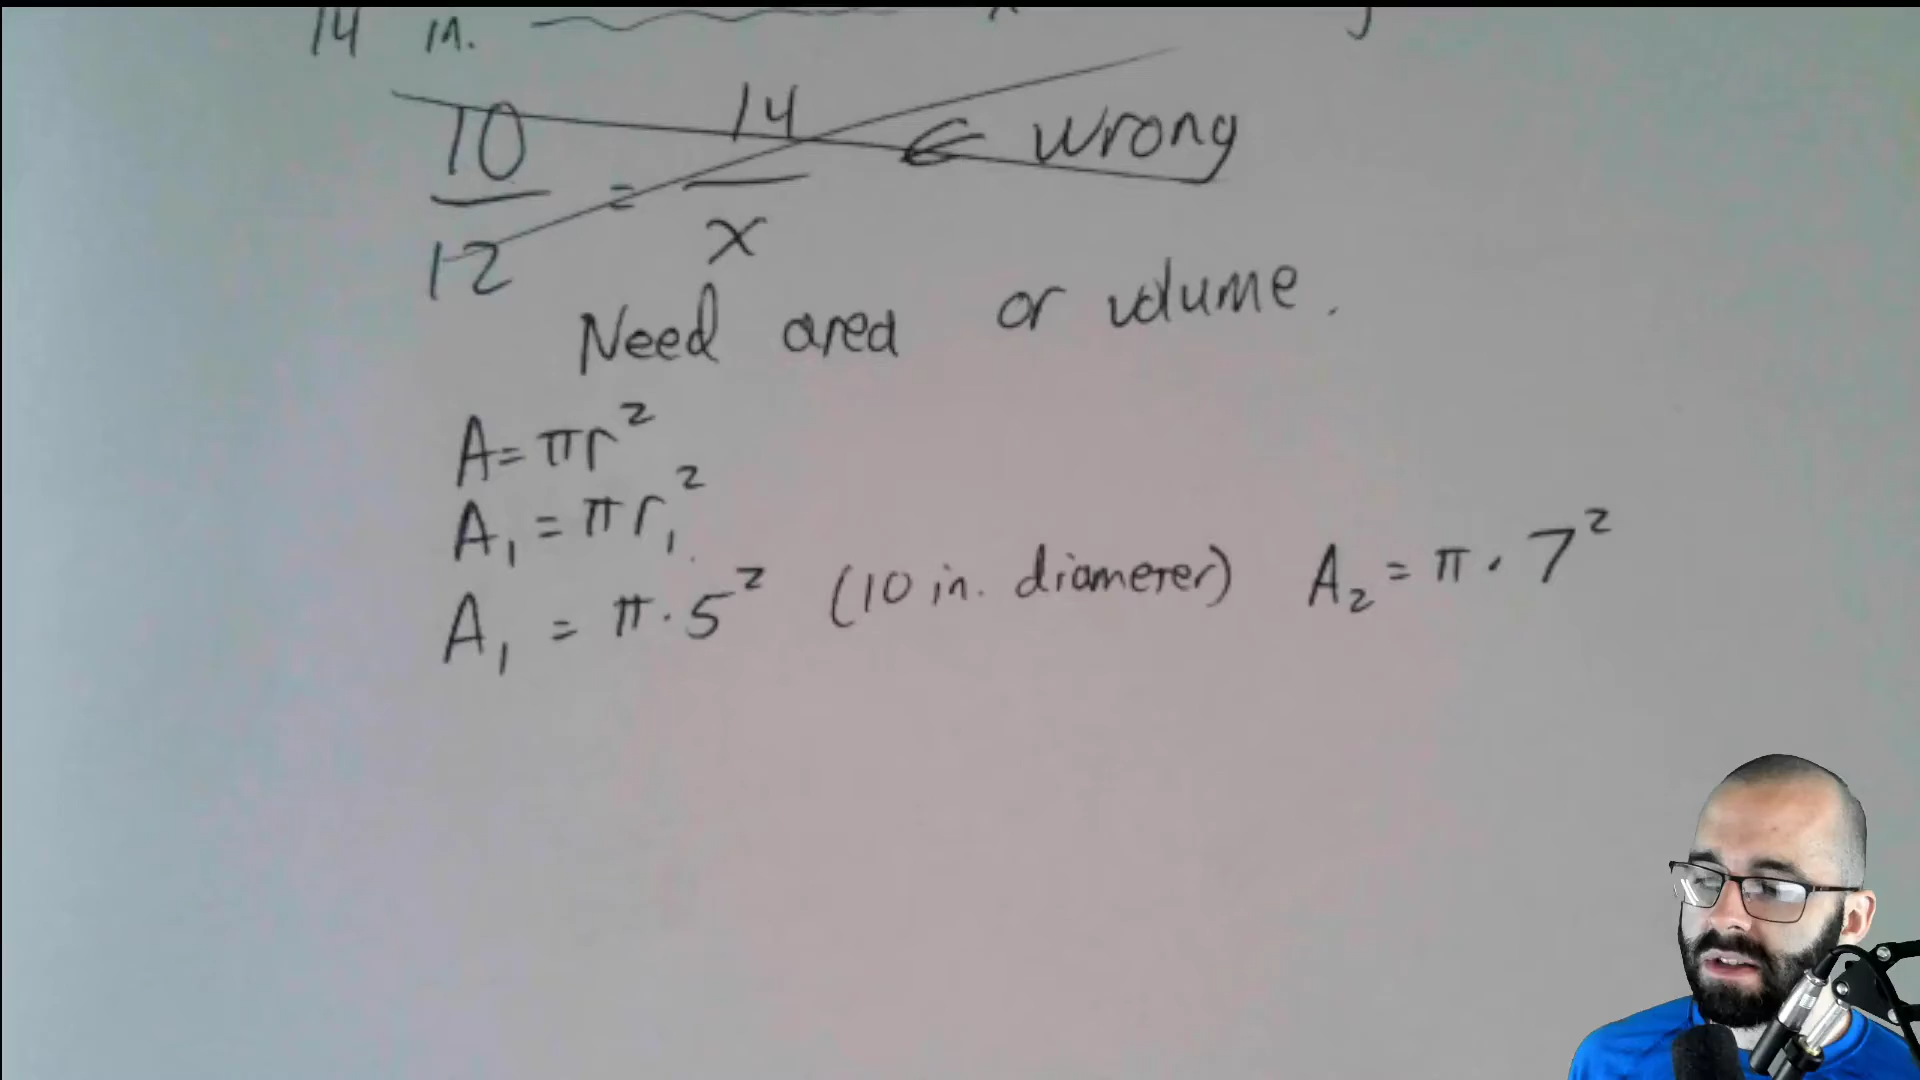 14 in.
10 14 ← wrong
=
12 x
Need area or volume.
A=πr²
A₁=πr₁²
A₁ = π·5² (10 in. diameter) A₂=π·7²